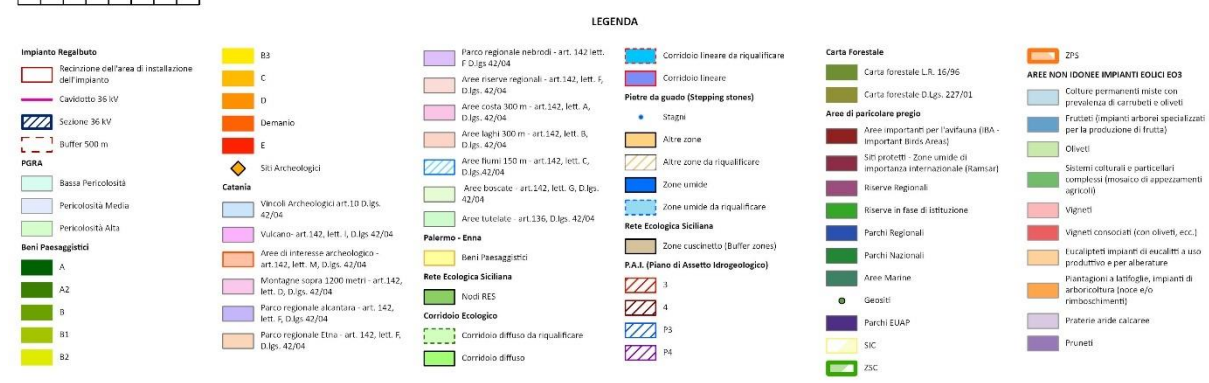 LEGENDA
Impianto Regalbuto
Recinzione dell'area di installazione
dell'impianto
Cavidotto 36 kV
Sezione 36 kV
Buffer 500 m
PGRA
Bassa Pericolosità
Pericolosità Media
Pericolosità Alta
Beni Paesaggistici
A
A2
B
B1
B2
B3
C
D
Demanio
E
Siti Archeologici
Catania
Vincoli Archeologici art.10 D.lgs.
42/04
Vulcano- art. 142, lett. I, D.lgs 42/04
Aree di interesse archeologico -
art.142, lett. M, D.lgs. 42/04
Montagne sopra 1200 metri - art.142,
lett. D, D.lgs. 42/04
Parco regionale alcantara - art. 142,
lett. F, D.lgs 42/04
Parco regionale Etna - art. 142, lett. F,
D.lgs. 42/04
Parco regionale nebrodi - art. 142 lett.
F D.lgs 42/04
Aree riserve regionali - art.142, lett. F,
D.lgs. 42/04
Aree costa 300 m - art.142, lett. A,
D.lgs. 42/04
Aree laghi 300 m - art.142, lett. B,
D.lgs. 42/04
Aree fiumi 150 m - art.142, lett. C,
D.lgs.42/04
Aree boscate - art.142, lett. G, D.lgs.
42/04
Aree tutelate - art.136, D.lgs. 42/04
Palermo - Enna
Beni Paesaggistici
Rete Ecologica Siciliana
Nodi RES
Corridoio Ecologico
Corridoio diffuso da riqualificare
Corridoio diffuso
Corridoio lineare da riqualificare
Corridoio lineare
Pietre da guado (Stepping stones)
Stagni
Altre zone
Altre zone da riqualificare
Zone umide
Zone umide da riqualificare
Rete Ecologica Siciliana
Zone cuscinetto (Buffer zones)
P.A.I. (Piano di Assetto Idrogeologico)
3
4
P3
P4
Carta Forestale
Carta forestale L.R. 16/96
Carta forestale D.Lgs. 227/01
Aree di paricolare pregio
Aree importanti per l'avifauna (IBA -
Important Birds Areas)
Siti protetti - Zone umide di
importanza internazionale (Ramsar)
Riserve Regionali
Riserve in fase di istituzione
Parchi Regionali
Parchi Nazionali
Aree Marine
Geositi
Parchi EUAP
SIC
ZSC
ZPS
AREE NON IDONEE IMPIANTI EOLICI EO3
Colture permanenti miste con
prevalenza di carrubeti e oliveti
Frutteti (impianti arborei specializzati
per la produzione di frutta)
Oliveti
Sistemi colturali e particellari
complessi (mosaico di appezzamenti
agricoli)
Vigneti
Vigneti consociati (con oliveti, ecc.)
Eucalipteti impianti di eucalitti a uso
produttivo e per alberature
Piantagioni a latifoglie, impianti di
arboricoltura (noce e/o
rimboschimenti)
Praterie aride calcaree
Pruneti